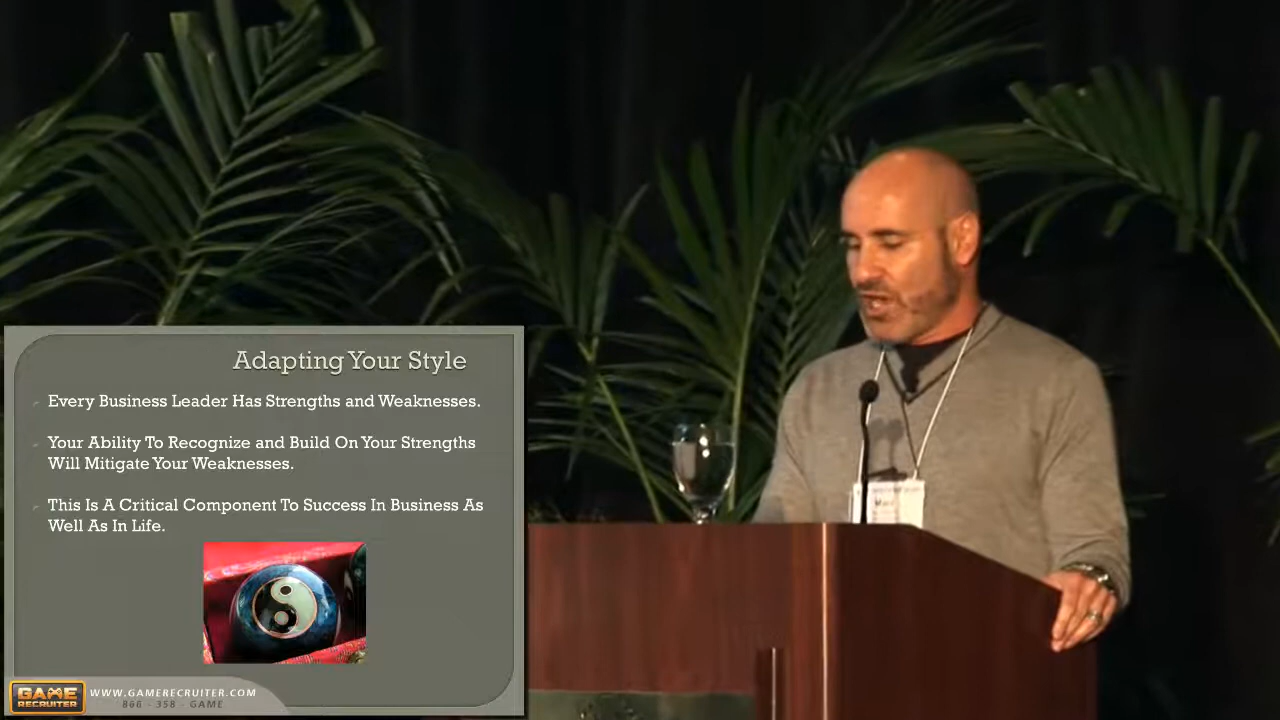 Adapting Your Style
Every Business Leader Has Strengths and Weaknesses.
Your Ability To Recognize and Build On Your Strengths
Will Mitigate Your Weaknesses.
This Is A Critical Component To Success In Business As
Well As In Life.
GAME
RECRUITER
WWW.GAMERECRUITER.COM
866 - 358 - GAME